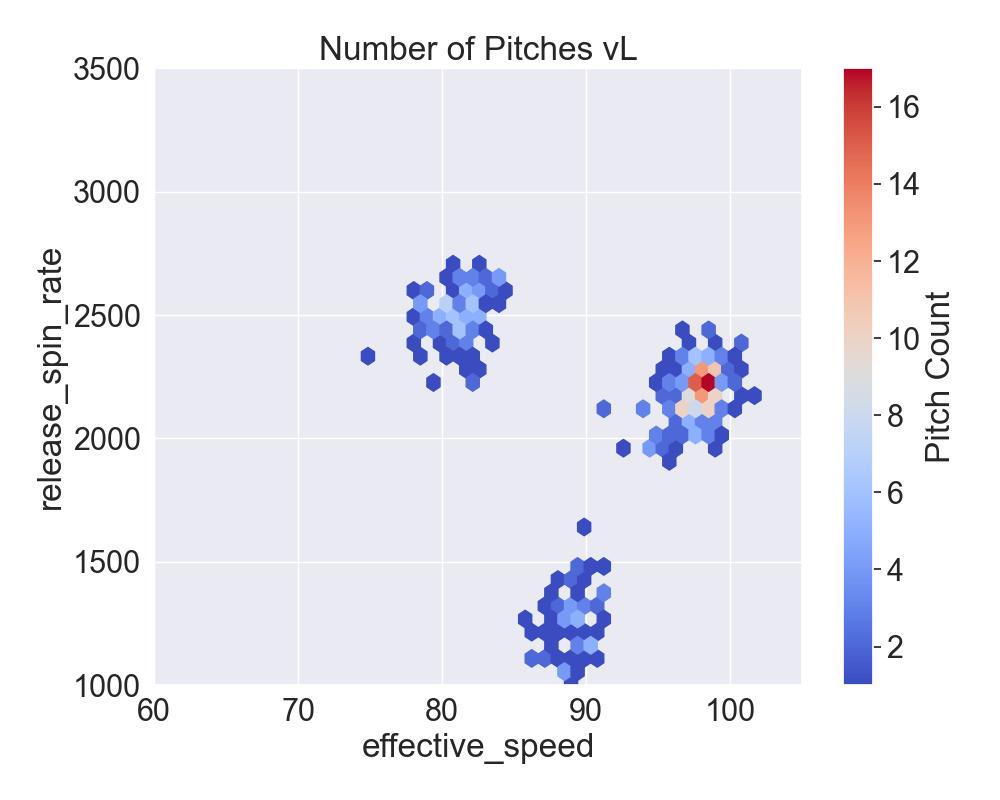 Number of Pitches vL
3500
3000
2500
2000
1500
1000
release_spin_rate
60 70 80 90 100
effective_speed
16
14
12
10
8
6
4
2
Pitch Count